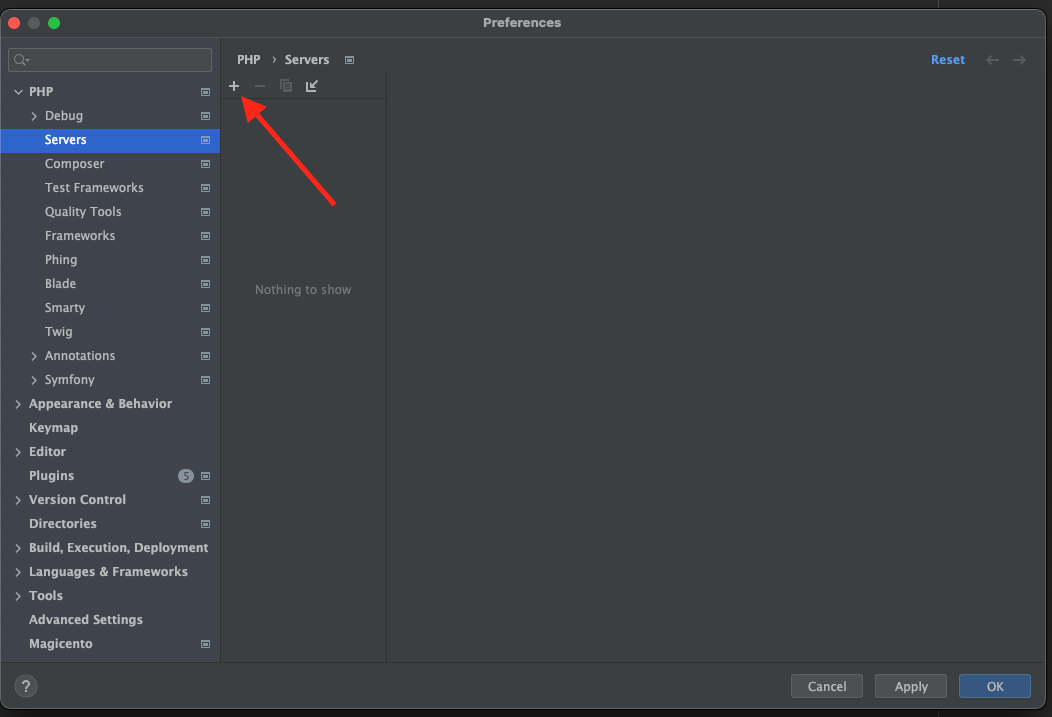 Preferences
PHP › Servers
Reset
PHP
Debug
Servers
Composer
Test Frameworks
Quality Tools
Frameworks
Phing
Blade
Smarty
Twig
Annotations
Symfony
Appearance & Behavior
Keymap
Editor
Plugins 5
Version Control
Directories
Build, Execution, Deployment
Languages & Frameworks
Tools
Advanced Settings
Magicento
Nothing to show
?
Cancel
Apply
OK